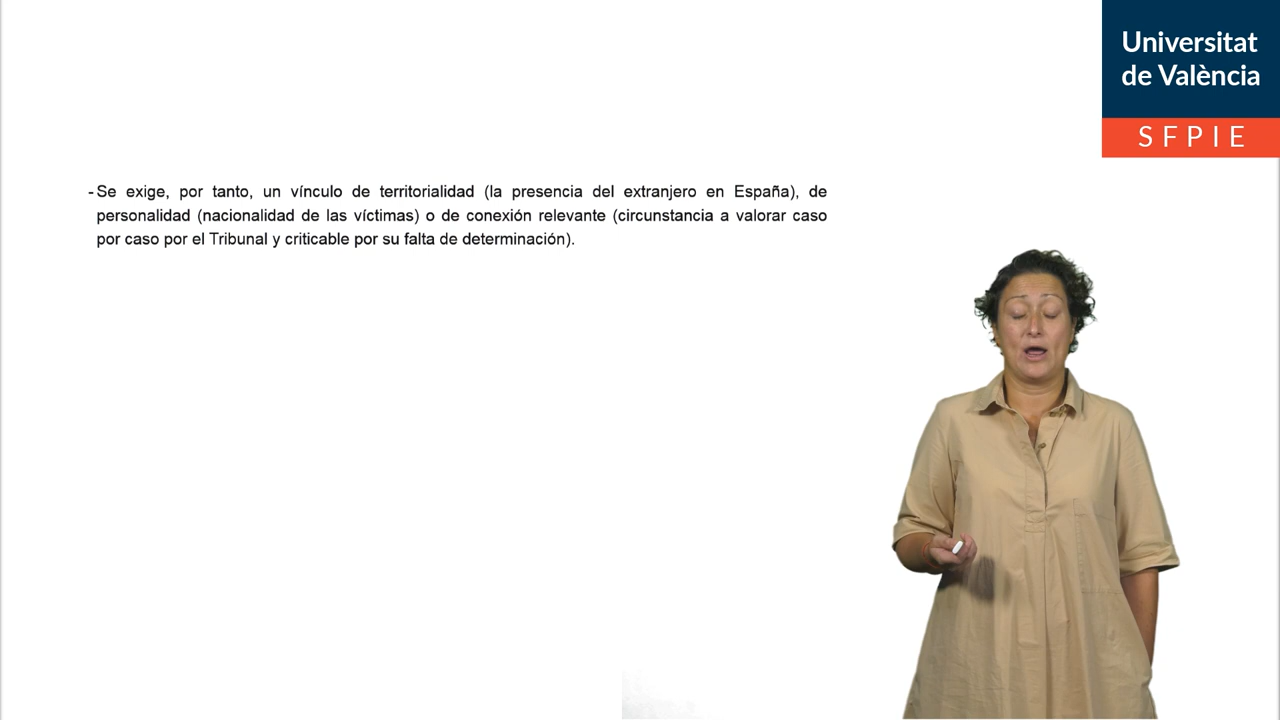 Universitat
de València
SFPIE
- Se exige, por tanto, un vínculo de territorialidad (la presencia del extranjero en España), de
personalidad (nacionalidad de las víctimas) o de conexión relevante (circunstancia a valorar caso
por caso por el Tribunal y criticable por su falta de determinación).